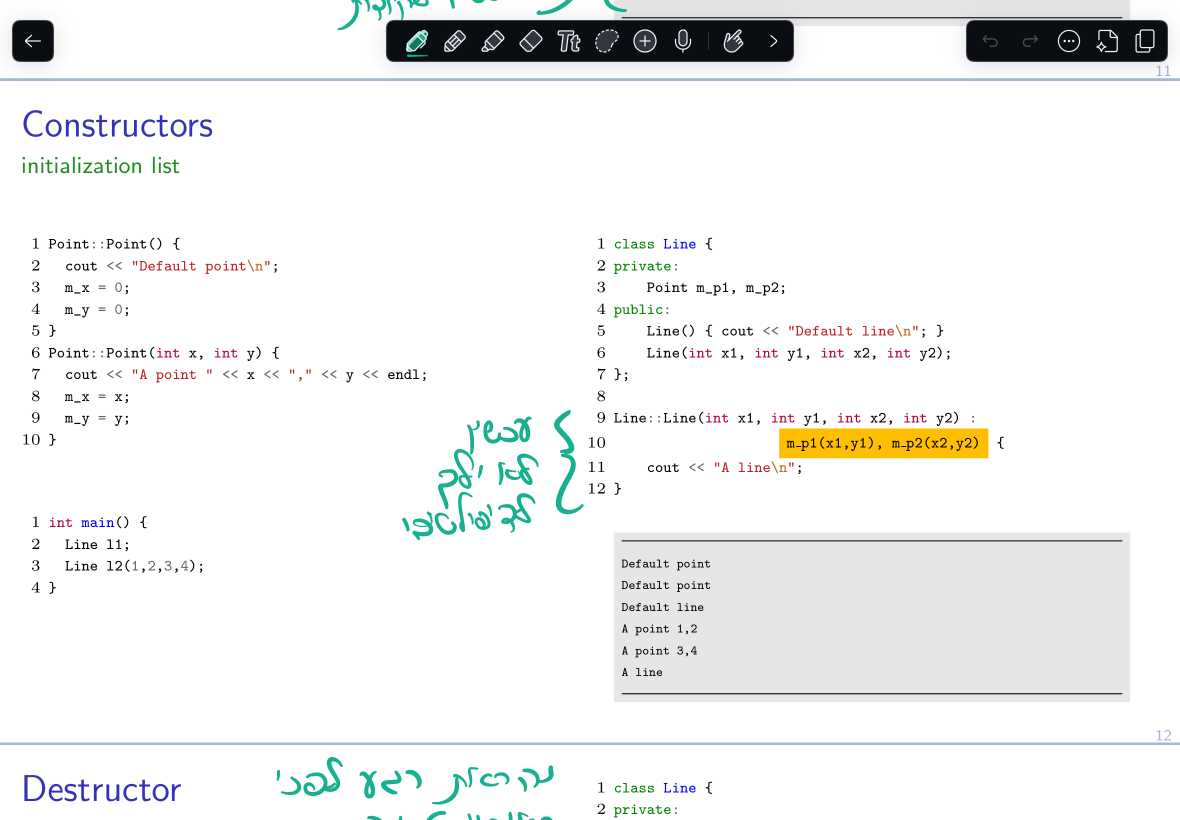 11
Constructors
initialization list
1 Point::Point() {
2 cout << "Default point\n";
3 m_x = 0;
4 m_y = 0;
5 }
6 Point::Point(int x, int y) {
7 cout << "A point " << x << "," << y << endl;
8 m_x = x;
9 m_y = y;
10 }
1 int main() {
2 Line l1;
3 Line l2(1,2,3,4);
4 }
1 class Line {
2 private:
3 Point m_p1, m_p2;
4 public:
5 Line() { cout << "Default line\n"; }
6 Line(int x1, int y1, int x2, int y2);
7 };
8
9 Line::Line(int x1, int y1, int x2, int y2) :
10 m_p1(x1,y1), m_p2(x2,y2) {
11 cout << "A line\n";
12 }
עכשיו
לא ילך
Default point
Default point
Default line
A point 1,2
A point 3,4
A line
12
Destructor
רגע לפני
1 class Line {
2 private: